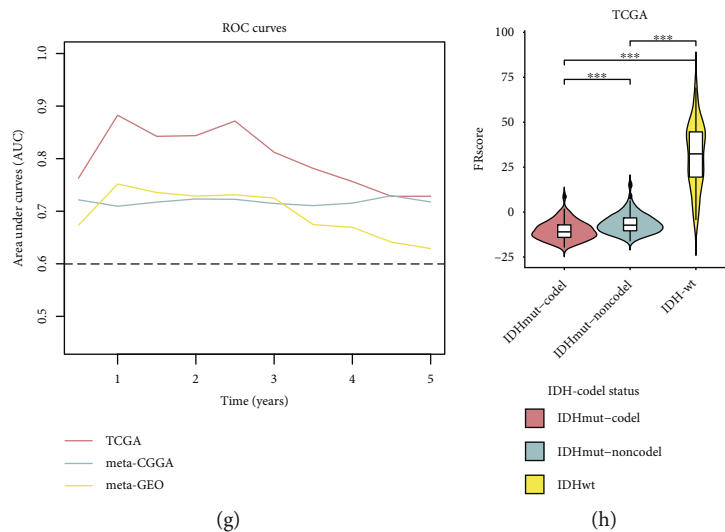 ROC curves
1.0
0.9
0.8
0.7
0.6
0.5
Area under curves (AUC)
1 2 3 4 5
Time (years)
TCGA
meta-CGGA
meta-GEO
(g)
TCGA
100
75
50
25
0
−25
FRscore
***
***
***
IDHmut−codel
IDHmut−noncodel
IDH-wt
IDH-codel status
IDHmut−codel
IDHmut−noncodel
IDHwt
(h)